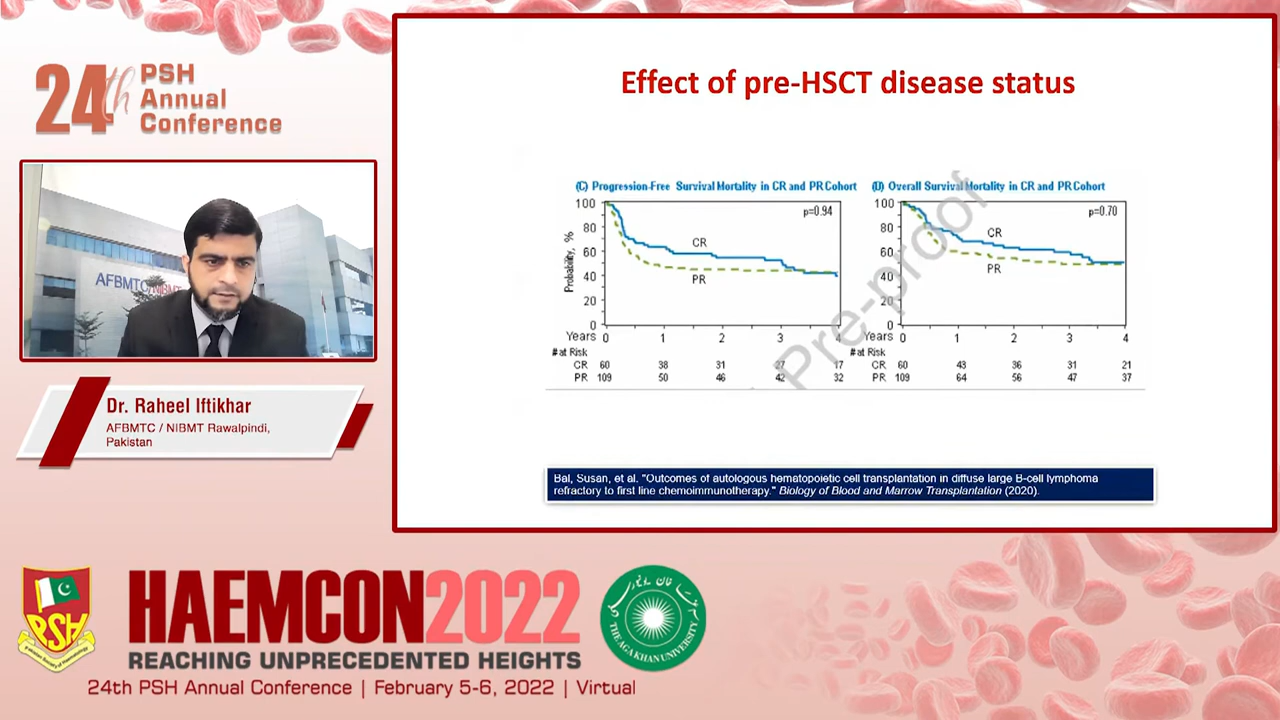 24th PSH
Annual
Conference
AFBMTC/NIBMT
Dr. Raheel Iftikhar
AFBMTC / NIBMT Rawalpindi,
Pakistan
Effect of pre-HSCT disease status
(C) Progression-Free Survival Mortality in CR and PR Cohort
p=0.94
Probability, %
100
80
60
40
20
0
CR
PR
Years 0 1 2 3 4
# at Risk
CR 60 38 31 27 17
PR 109 50 46 42 32
(D) Overall Survival Mortality in CR and PR Cohort
p=0.70
100
80
60
40
20
0
CR
PR
Years 0 1 2 3 4
# at Risk
CR 60 43 36 31 21
PR 109 64 56 47 37
Pre-proof
Bal, Susan, et al. "Outcomes of autologous hematopoietic cell transplantation in diffuse large B-cell lymphoma
refractory to first line chemoimmunotherapy." Biology of Blood and Marrow Transplantation (2020).
PSH
HAEMCON2022
REACHING UNPRECEDENTED HEIGHTS
24th PSH Annual Conference | February 5-6, 2022 | Virtual
THE AGA KHAN UNIVERSITY